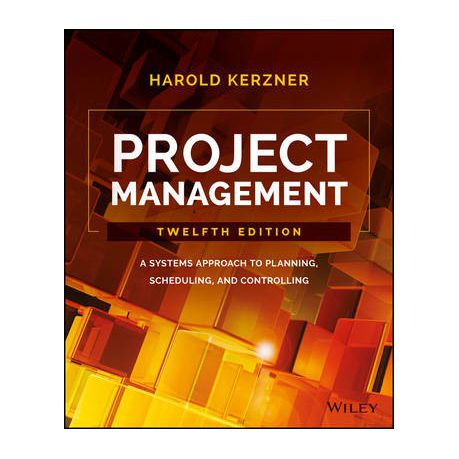 HAROLD KERZNER
PROJECT
MANAGEMENT
TWELFTH EDITION
A SYSTEMS APPROACH TO PLANNING,
SCHEDULING, AND CONTROLLING
WILEY